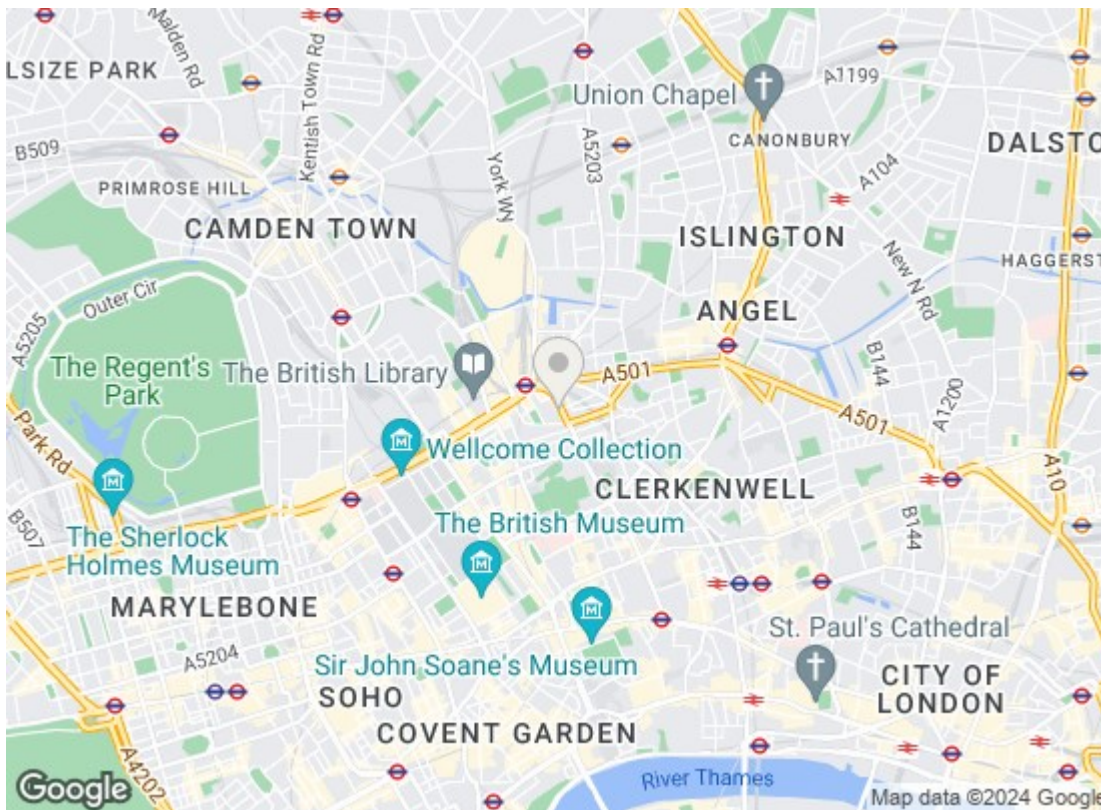 Malden Rd
LSIZE PARK
Kentish Town Rd
A5203
Union Chapel
A1199
CANONBURY
DALSTO
B509
York Wy
A104
PRIMROSE HILL
CAMDEN TOWN
ISLINGTON
New N Rd
HAGGERST
Outer Cir
A5205
ANGEL
The Regent's
Park
The British Library
A501
B144
A1200
Park Rd
Wellcome Collection
A501
A10
CLERKENWELL
B507
The British Museum
B144
The Sherlock
Holmes Museum
MARYLEBONE
St. Paul's Cathedral
A5204
Sir John Soane's Museum
CITY OF
LONDON
SOHO
COVENT GARDEN
A4202
River Thames
Google
Map data ©2024 Google